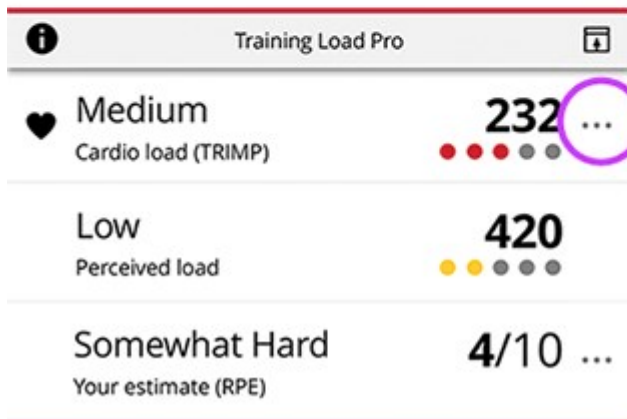 Training Load Pro
Medium 232 ...
Cardio load (TRIMP)
Low 420
Perceived load
Somewhat Hard 4/10 ...
Your estimate (RPE)